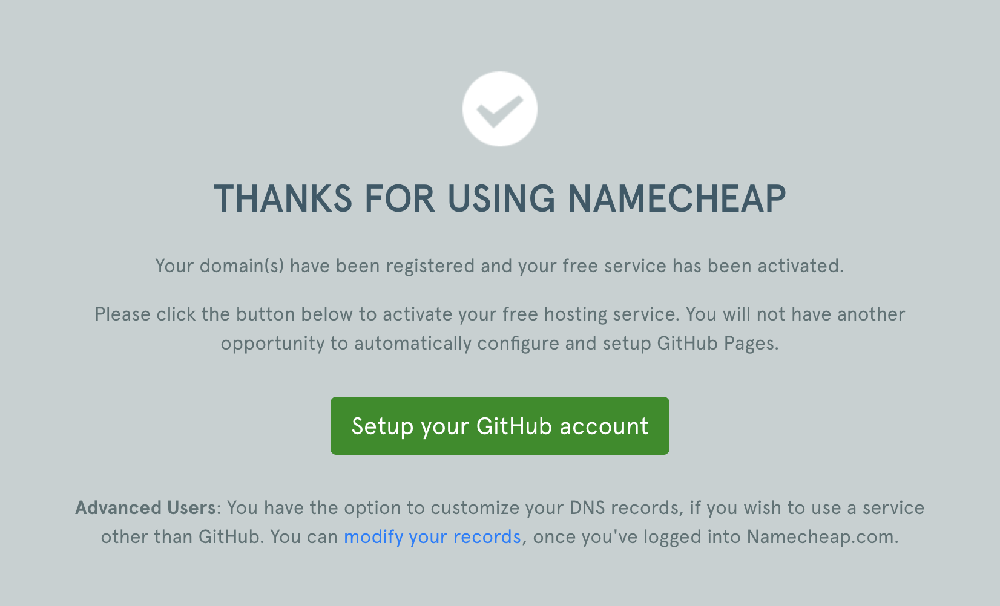 THANKS FOR USING NAMECHEAP
Your domain(s) have been registered and your free service has been activated.
Please click the button below to activate your free hosting service. You will not have another
opportunity to automatically configure and setup GitHub Pages.
Setup your GitHub account
Advanced Users: You have the option to customize your DNS records, if you wish to use a service
other than GitHub. You can modify your records, once you've logged into Namecheap.com.